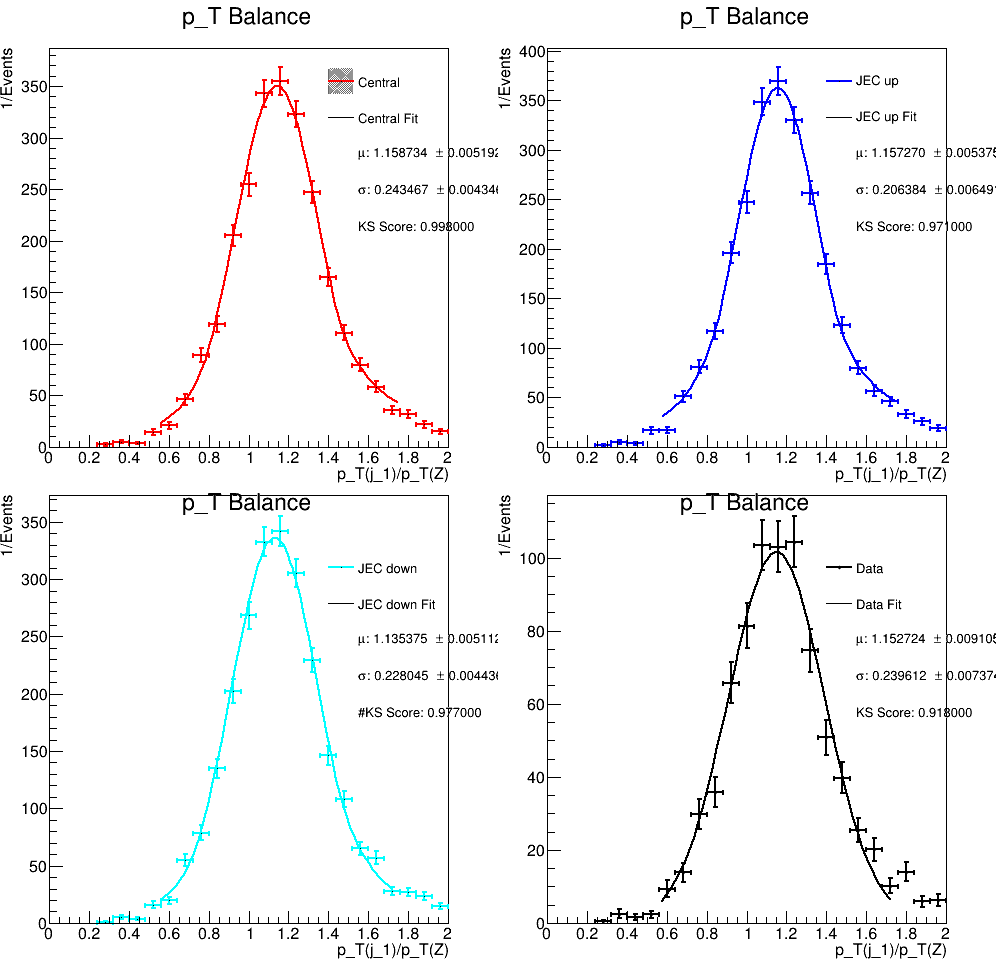 p_T Balance
1/Events
350
300
250
200
150
100
50
0
0 0.2 0.4 0.6 0.8 1 1.2 1.4 1.6 1.8 2
p_T(j_1)/p_T(Z)
Central
Central Fit
μ: 1.158734 ± 0.005192
σ: 0.243467 ± 0.004346
KS Score: 0.998000
p_T Balance
1/Events
400
350
300
250
200
150
100
50
0
0 0.2 0.4 0.6 0.8 1 1.2 1.4 1.6 1.8 2
p_T(j_1)/p_T(Z)
JEC up
JEC up Fit
μ: 1.157270 ± 0.005375
σ: 0.206384 ± 0.006491
KS Score: 0.971000
p_T Balance
1/Events
350
300
250
200
150
100
50
0
0 0.2 0.4 0.6 0.8 1 1.2 1.4 1.6 1.8 2
p_T(j_1)/p_T(Z)
JEC down
JEC down Fit
μ: 1.135375 ± 0.005112
σ: 0.228045 ± 0.004436
#KS Score: 0.977000
p_T Balance
1/Events
100
80
60
40
20
0
0 0.2 0.4 0.6 0.8 1 1.2 1.4 1.6 1.8 2
p_T(j_1)/p_T(Z)
Data
Data Fit
μ: 1.152724 ± 0.009105
σ: 0.239612 ± 0.007374
KS Score: 0.918000